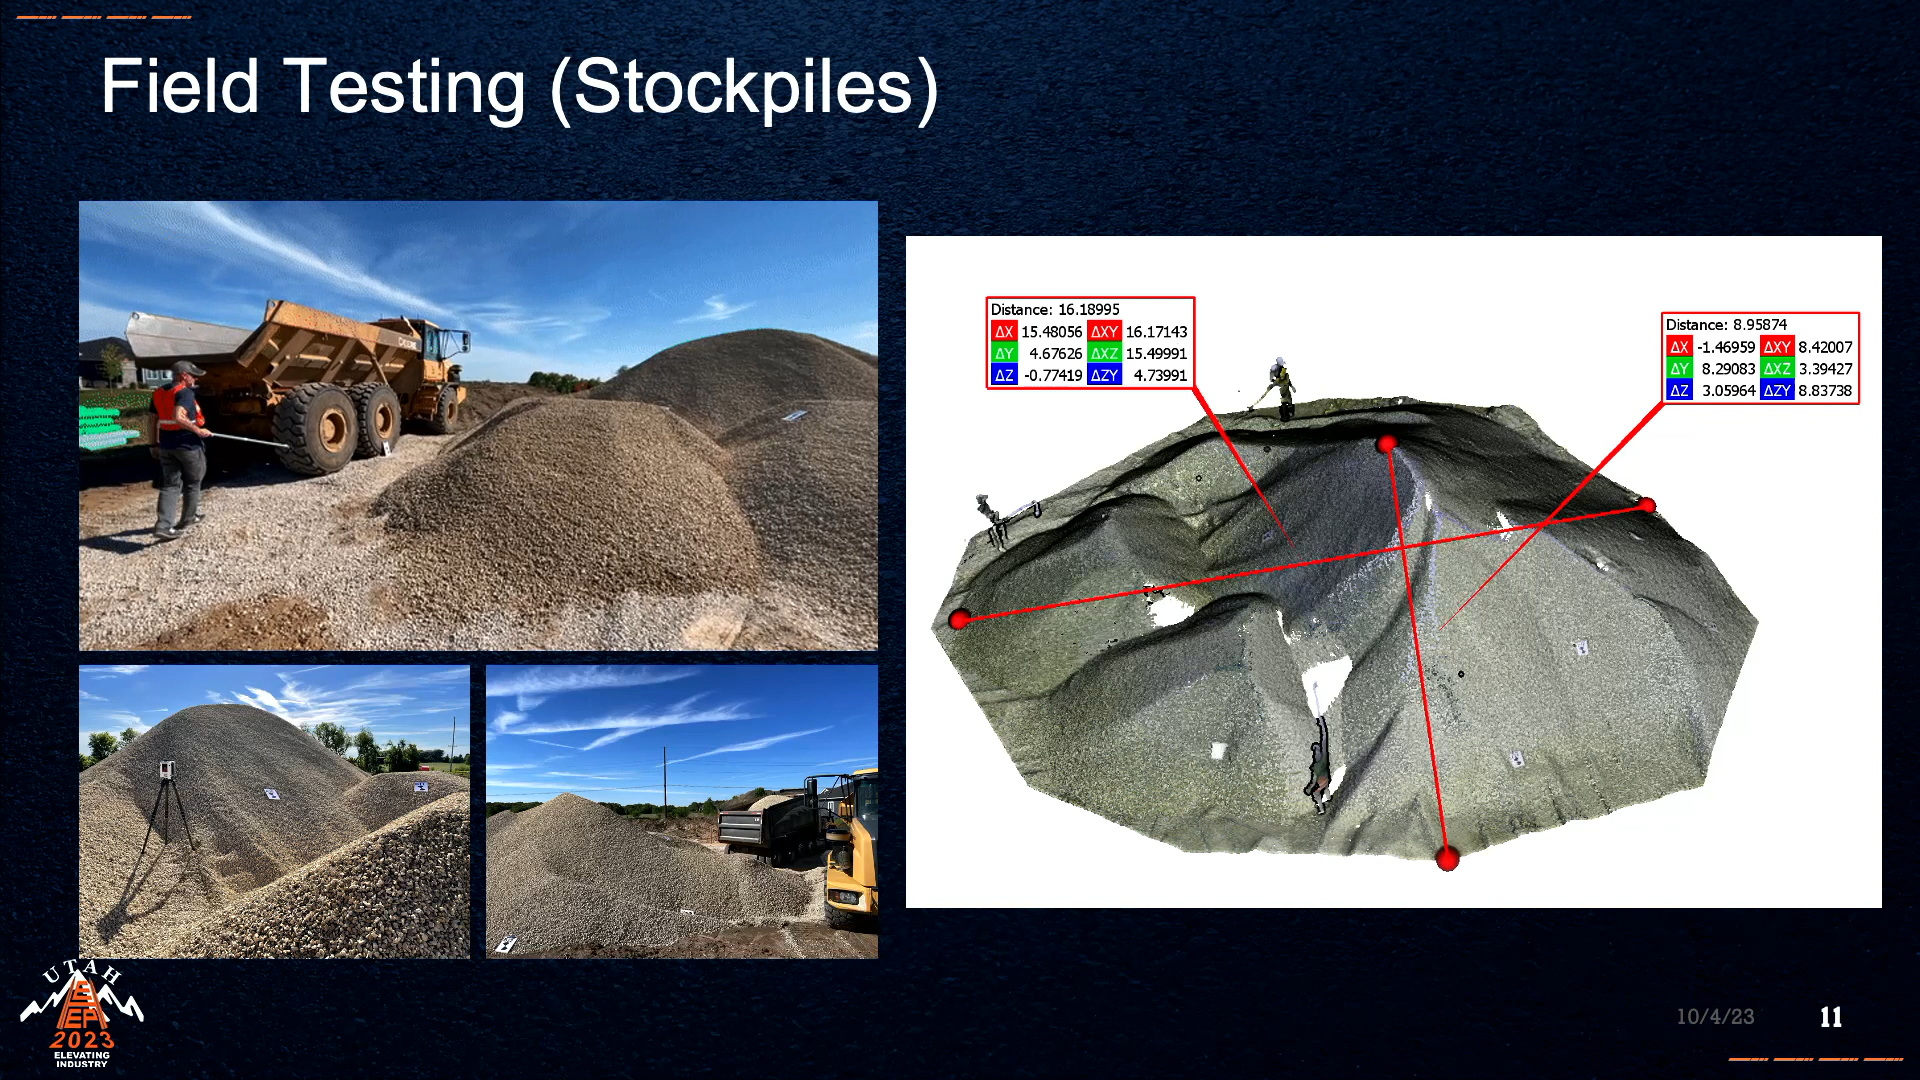 Field Testing (Stockpiles)
Distance: 16.18995
ΔX 15.48056 ΔXY 16.17143
ΔY 4.67626 ΔXZ 15.49991
ΔZ -0.77419 ΔZY 4.73991
Distance: 8.95874
ΔX -1.46959 ΔXY 8.42007
ΔY 8.29083 ΔXZ 3.39427
ΔZ 3.05964 ΔZY 8.83738
UTAH
2023
ELEVATING
INDUSTRY
10/4/23
11